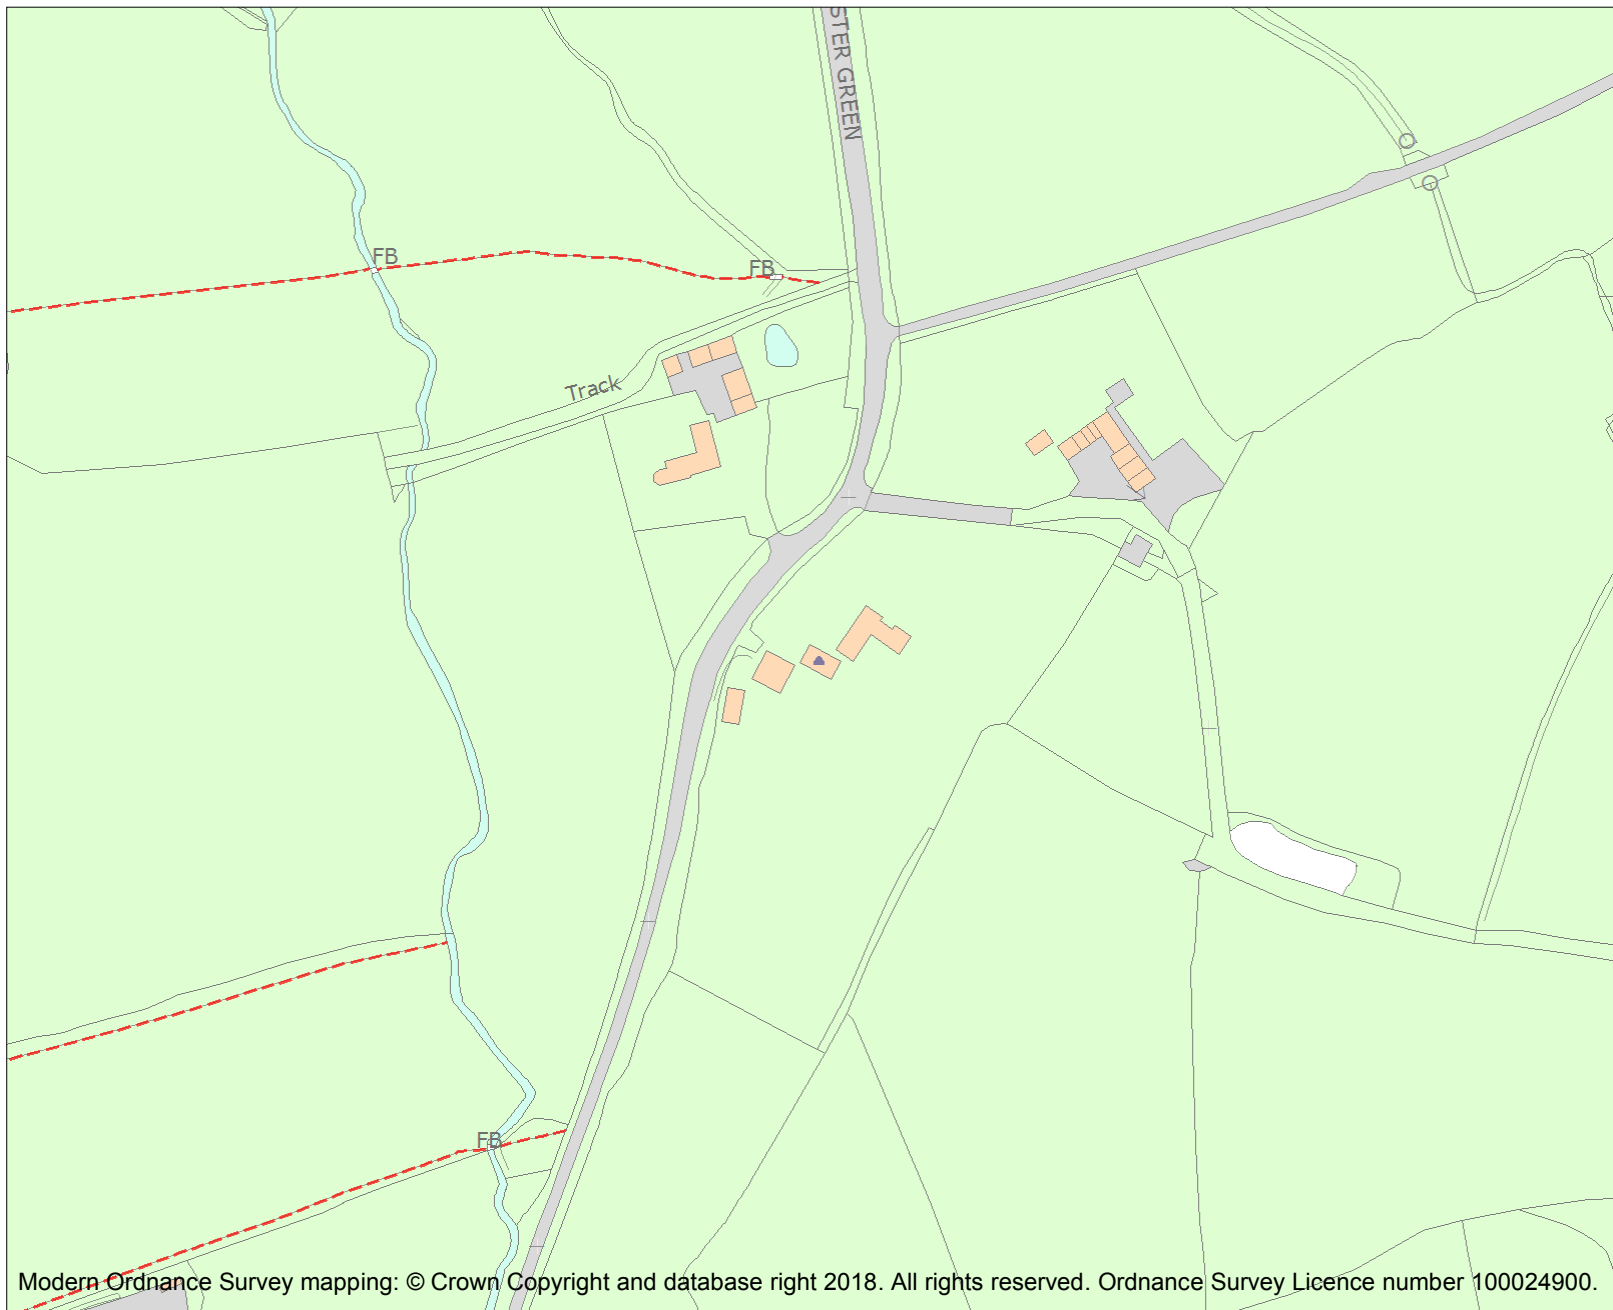 STER GREEN
FB
FB
Track
FB
Modern Ordnance Survey mapping: © Crown Copyright and database right 2018. All rights reserved. Ordnance Survey Licence number 100024900.